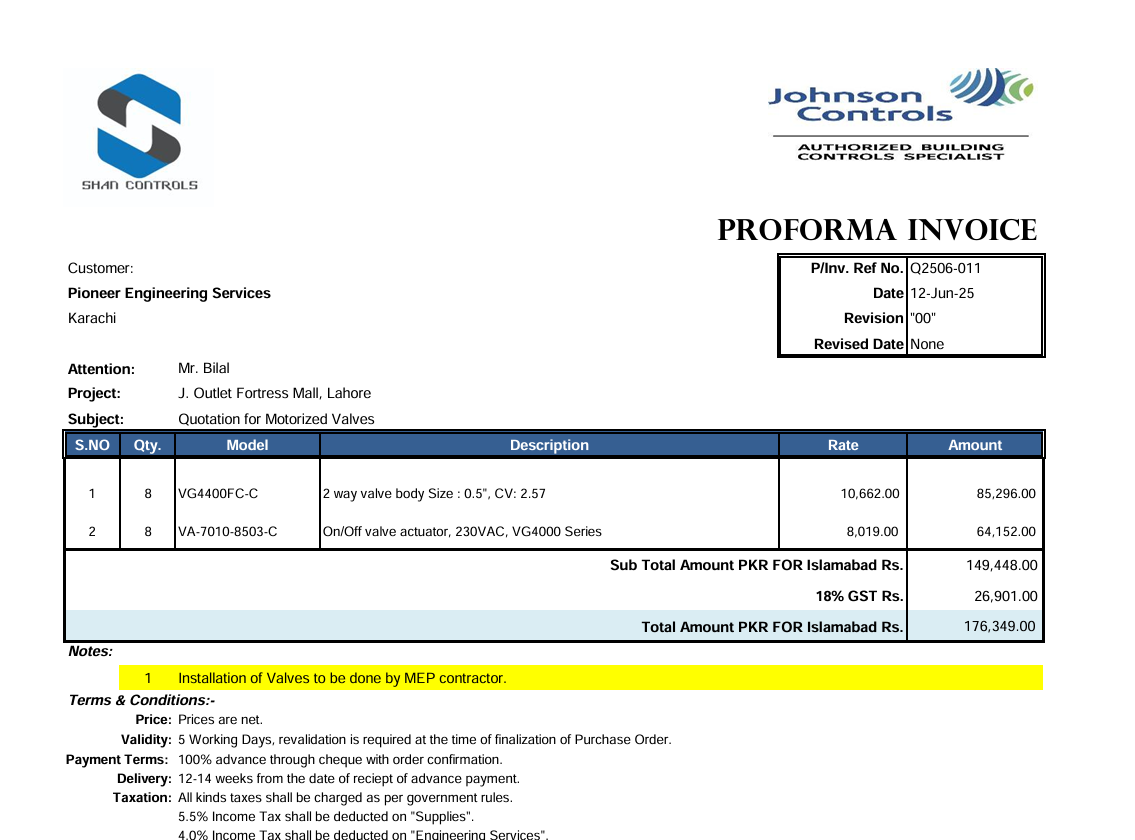 SHAN CONTROLS
Johnson
Controls
AUTHORIZED BUILDING
CONTROLS SPECIALIST
PROFORMA INVOICE
Customer:
P/Inv. Ref No. Q2506-011
Pioneer Engineering Services
Date 12-Jun-25
Karachi
Revision "00"
Revised Date None
Attention: Mr. Bilal
Project: J. Outlet Fortress Mall, Lahore
Subject: Quotation for Motorized Valves
S.NO Qty. Model Description Rate Amount
1 8 VG4400FC-C 2 way valve body Size : 0.5", CV: 2.57 10,662.00 85,296.00
2 8 VA-7010-8503-C On/Off valve actuator, 230VAC, VG4000 Series 8,019.00 64,152.00
Sub Total Amount PKR FOR Islamabad Rs. 149,448.00
18% GST Rs. 26,901.00
Total Amount PKR FOR Islamabad Rs. 176,349.00
Notes:
1 Installation of Valves to be done by MEP contractor.
Terms & Conditions:-
Price: Prices are net.
Validity: 5 Working Days, revalidation is required at the time of finalization of Purchase Order.
Payment Terms: 100% advance through cheque with order confirmation.
Delivery: 12-14 weeks from the date of reciept of advance payment.
Taxation: All kinds taxes shall be charged as per government rules.
5.5% Income Tax shall be deducted on "Supplies".
4.0% Income Tax shall be deducted on "Engineering Services".